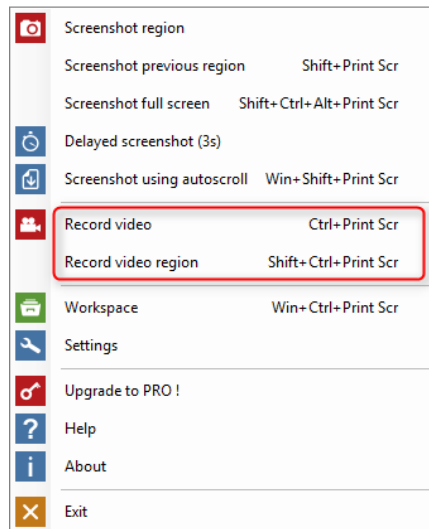 Screenshot region
Screenshot previous region Shift+Print Scr
Screenshot full screen Shift+Ctrl+Alt+Print Scr
Delayed screenshot (3s)
Screenshot using autoscroll Win+Shift+Print Scr
Record video Ctrl+Print Scr
Record video region Shift+Ctrl+Print Scr
Workspace Win+Ctrl+Print Scr
Settings
Upgrade to PRO !
Help
About
Exit